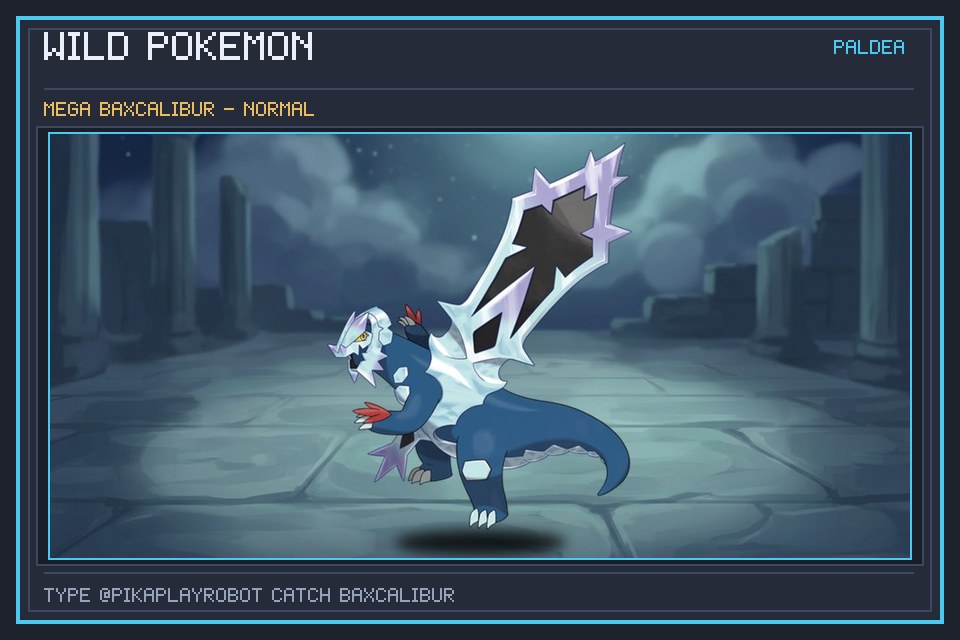 WILD POKEMON
PALDEA
MEGA BAXCALIBUR - NORMAL
TYPE @PIKAPLAYROBOT CATCH BAXCALIBUR